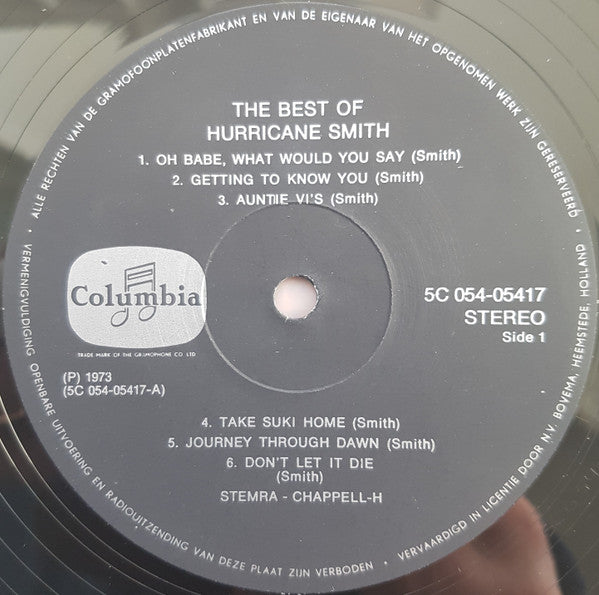 • ALLE RECHTEN VAN DE GRAMOFOONPLATENFABRIKANT EN VAN DE EIGENAAR VAN HET OPGENOMEN WERK ZIJN GERESERVEERD •
THE BEST OF
HURRICANE SMITH
1. OH BABE, WHAT WOULD YOU SAY (Smith)
2. GETTING TO KNOW YOU (Smith)
3. AUNTIE VI'S (Smith)
Columbia
TRADE MARK OF THE GRAMOPHONE CO LTD
5C 054-05417
STEREO
Side 1
(P) 1973
(5C 054-05417-A)
4. TAKE SUKI HOME (Smith)
5. JOURNEY THROUGH DAWN (Smith)
6. DON'T LET IT DIE
(Smith)
STEMRA - CHAPPELL-H
VERMENIGVULDIGING OPENBARE UITVOERING EN RADIOUITZENDING VAN DEZE PLAAT ZIJN VERBODEN • VERVAARDIGD IN LICENTIE DOOR N.V. BOVEMA, HEEMSTEDE, HOLLAND